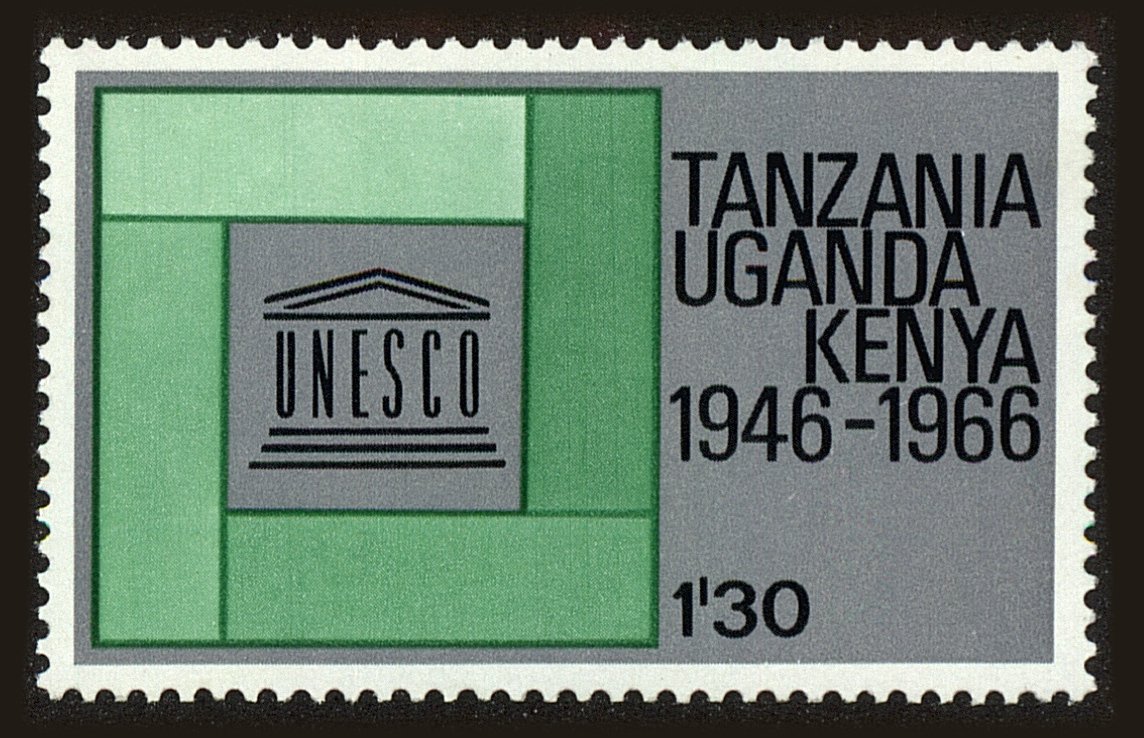 UNESCO
TANZANIA
UGANDA
KENYA
1946-1966
1'30